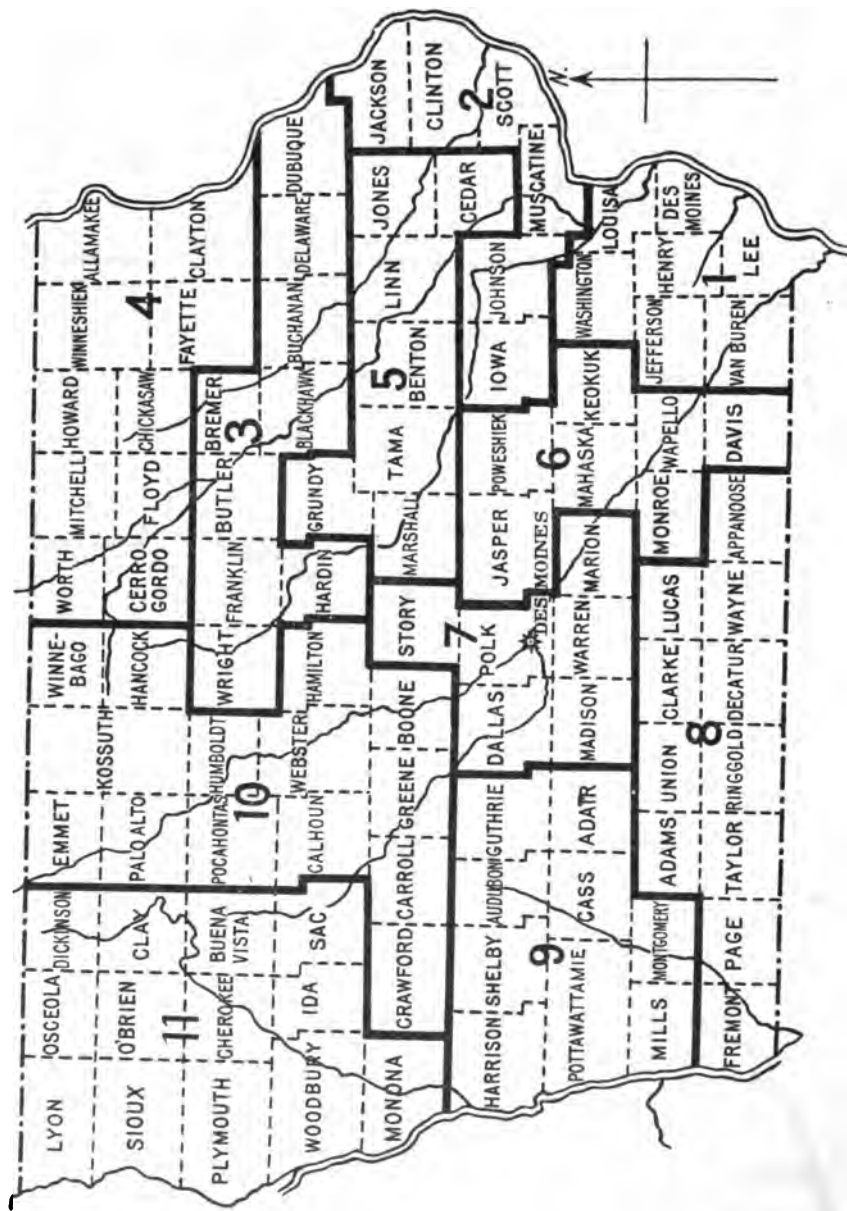 LYON
OSCEOLA
DICKINSON
EMMET
KOSSUTH
WINNE-
BAGO
WORTH
MITCHELL
HOWARD
WINNESHIEK
ALLAMAKEE
SIOUX
O'BRIEN
CLAY
PALO ALTO
HANCOCK
CERRO
GORDO
FLOYD
CHICKASAW
4
FAYETTE
CLAYTON
11
PLYMOUTH
CHEROKEE
BUENA
VISTA
POCAHONTAS
HUMBOLDT
WRIGHT
FRANKLIN
BUTLER
BREMER
3
10
WOODBURY
IDA
SAC
CALHOUN
WEBSTER
HAMILTON
HARDIN
GRUNDY
BLACKHAWK
BUCHANAN
DELAWARE
DUBUQUE
MONONA
CRAWFORD
CARROLL
GREENE
BOONE
STORY
MARSHALL
TAMA
BENTON
5
LINN
JONES
JACKSON
CLINTON
2
SCOTT
CEDAR
MUSCATINE
HARRISON
SHELBY
AUDUBON
GUTHRIE
DALLAS
7
POLK
DES MOINES
JASPER
POWESHIEK
IOWA
JOHNSON
9
POTTAWATTAMIE
CASS
ADAIR
MADISON
WARREN
MARION
6
MAHASKA
KEOKUK
WASHINGTON
LOUISA
MILLS
MONTGOMERY
ADAMS
UNION
CLARKE
LUCAS
MONROE
WAPELLO
JEFFERSON
HENRY
DES
MOINES
1
LEE
FREMONT
PAGE
TAYLOR
RINGGOLD
8
DECATUR
WAYNE
APPANOOSE
DAVIS
VAN BUREN
N.